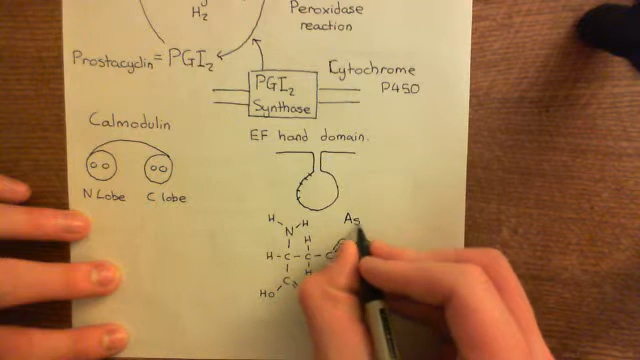 H2
Peroxidase
reaction
Prostacyclin = PGI2
PGI2
Synthase
Cytochrome
P450
Calmodulin
EF hand domain.
N Lobe
C lobe
As
H
H
N
H
H-C-C-C
H
C
HO